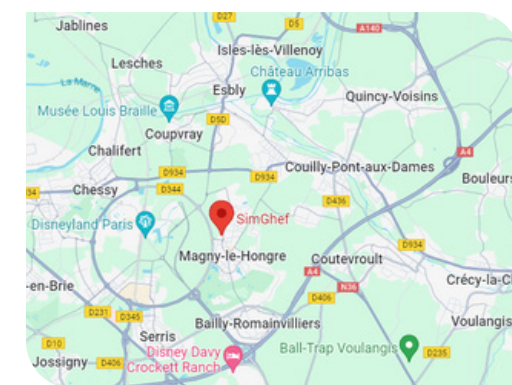 D27
D5
Jablines
A140
Isles-lès-Villenoy
Lesches
Château Arribas
La Marne
Esbly
Quincy-Voisins
Musée Louis Braille
D5D
Coupvray
Chalifert
A4
D934
Couilly-Pont-aux-Dames
34
Chessy
D344
D934
Bouleurs
D436
Disneyland Paris
SimGhef
D934
Magny-le-Hongre
Coutevroult
A4
Crécy-la-C
-en-Brie
N36
D406
D231
D345
Bailly-Romainvilliers
Voulangis
Serris
D10
Disney Davy
Crockett Ranch
Ball-Trap Voulangis
D235
Jossigny
D406